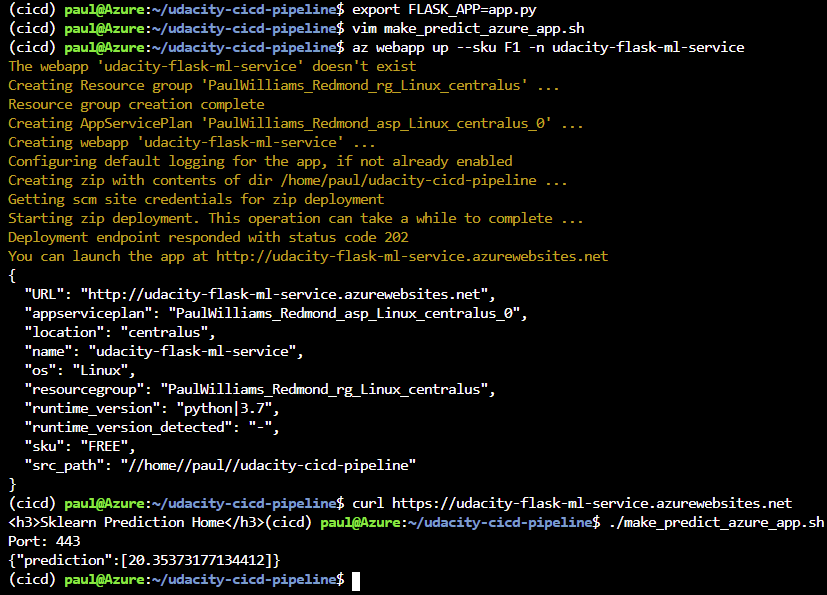 (cicd) paul@Azure:~/udacity-cicd-pipeline$ export FLASK_APP=app.py
(cicd) paul@Azure:~/udacity-cicd-pipeline$ vim make_predict_azure_app.sh
(cicd) paul@Azure:~/udacity-cicd-pipeline$ az webapp up --sku F1 -n udacity-flask-ml-service
The webapp 'udacity-flask-ml-service' doesn't exist
Creating Resource group 'PaulWilliams_Redmond_rg_Linux_centralus' ...
Resource group creation complete
Creating AppServicePlan 'PaulWilliams_Redmond_asp_Linux_centralus_0' ...
Creating webapp 'udacity-flask-ml-service' ...
Configuring default logging for the app, if not already enabled
Creating zip with contents of dir /home/paul/udacity-cicd-pipeline ...
Getting scm site credentials for zip deployment
Starting zip deployment. This operation can take a while to complete ...
Deployment endpoint responded with status code 202
You can launch the app at http://udacity-flask-ml-service.azurewebsites.net
{
  "URL": "http://udacity-flask-ml-service.azurewebsites.net",
  "appserviceplan": "PaulWilliams_Redmond_asp_Linux_centralus_0",
  "location": "centralus",
  "name": "udacity-flask-ml-service",
  "os": "Linux",
  "resourcegroup": "PaulWilliams_Redmond_rg_Linux_centralus",
  "runtime_version": "python|3.7",
  "runtime_version_detected": "-",
  "sku": "FREE",
  "src_path": "//home//paul//udacity-cicd-pipeline"
}
(cicd) paul@Azure:~/udacity-cicd-pipeline$ curl https://udacity-flask-ml-service.azurewebsites.net
<h3>Sklearn Prediction Home</h3>(cicd) paul@Azure:~/udacity-cicd-pipeline$ ./make_predict_azure_app.sh
Port: 443
{"prediction":[20.35373177134412]}
(cicd) paul@Azure:~/udacity-cicd-pipeline$